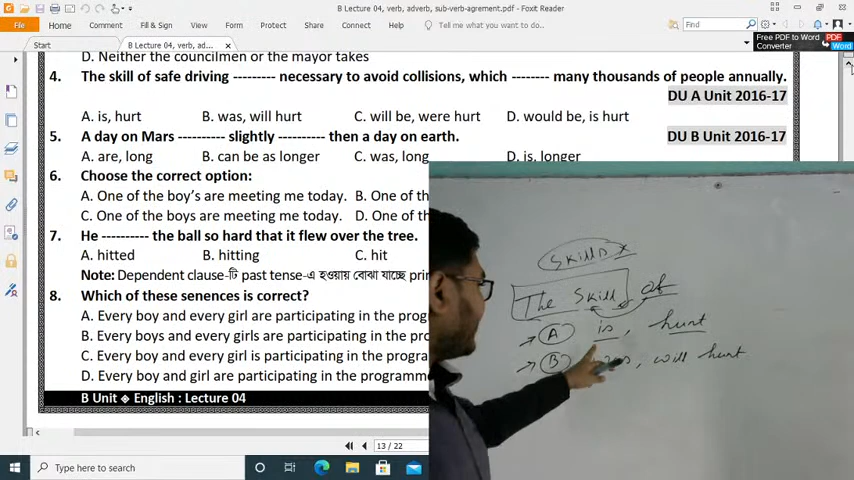 B Lecture 04, verb, adverb, sub-verb-agrement.pdf - Foxit Reader
File Home Comment Fill & Sign View Form Protect Share Help Tell me what you want to do... Find
Free PDF to Word Converter PDF Word
Start B Lecture 04, verb, ad...
D. Neither the councilmen or the mayor takes
4. The skill of safe driving --------- necessary to avoid collisions, which -------- many thousands of people annually.
DU A Unit 2016-17
A. is, hurt B. was, will hurt C. will be, were hurt D. would be, is hurt
5. A day on Mars ---------- slightly ---------- then a day on earth. DU B Unit 2016-17
A. are, long B. can be as longer C. was, long D. is, longer
6. Choose the correct option:
A. One of the boy's are meeting me today. B. One of th
C. One of the boys are meeting me today. D. One of th
7. He ---------- the ball so hard that it flew over the tree.
A. hitted B. hitting C. hit
Note: Dependent clause-টি past tense-এ হওয়ায় বোঝা যাচ্ছে prin
8. Which of these senences is correct?
A. Every boy and every girl are participating in the prog
B. Every boys and every girls are participating in the pro
C. Every boy and every girl is participating in the progra
D. Every boy and girl are participating in the programme
B Unit ❖ English : Lecture 04
13 / 22
Type here to search
Skills x
The Skill of
A is, hurt
B was, will hurt